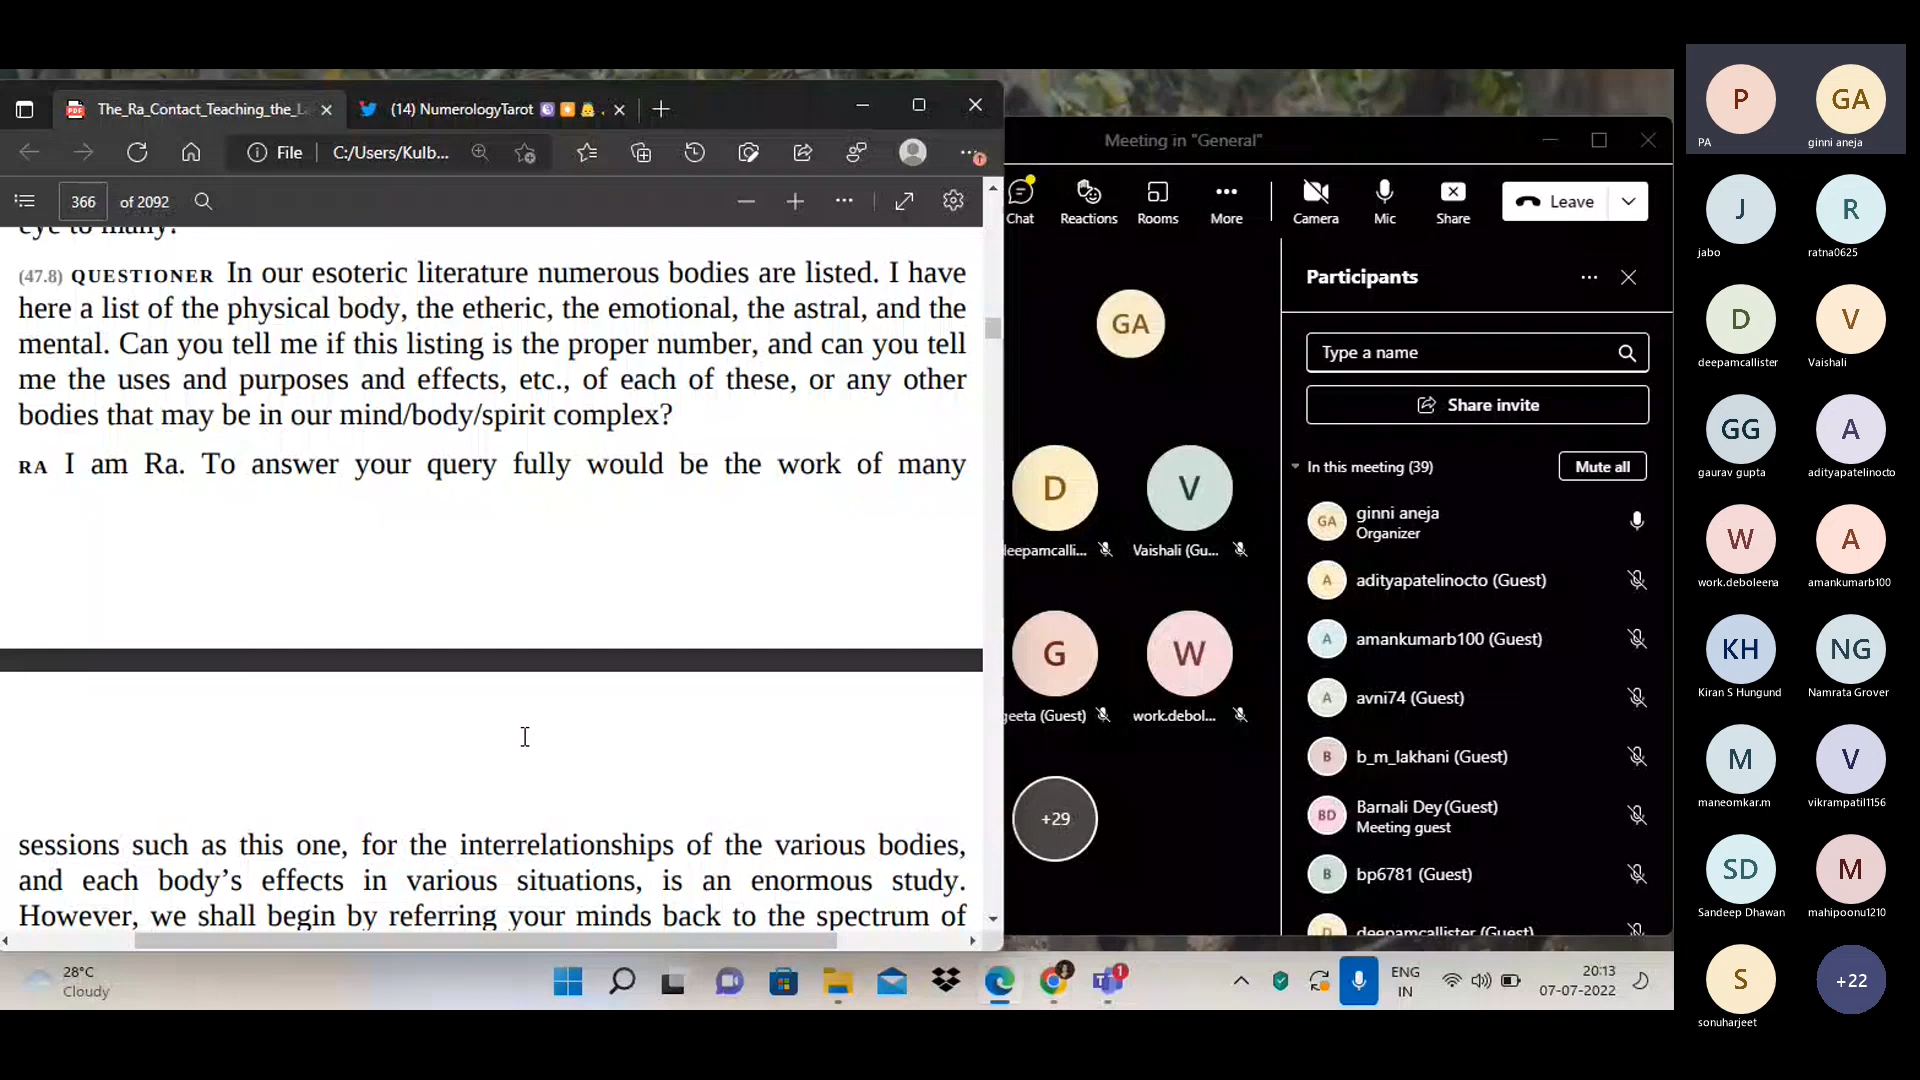 The_Ra_Contact_Teaching_the_L
(14) NumerologyTarot
File
C:/Users/Kulb...
366
of 2092
eye to many?
(47.8) QUESTIONER In our esoteric literature numerous bodies are listed. I have
here a list of the physical body, the etheric, the emotional, the astral, and the
mental. Can you tell me if this listing is the proper number, and can you tell
me the uses and purposes and effects, etc., of each of these, or any other
bodies that may be in our mind/body/spirit complex?
RA I am Ra. To answer your query fully would be the work of many
sessions such as this one, for the interrelationships of the various bodies,
and each body's effects in various situations, is an enormous study.
However, we shall begin by referring your minds back to the spectrum of
Meeting in "General"
Chat
Reactions
Rooms
More
Camera
Mic
Share
Leave
GA
D
V
deepamcalli...
Vaishali (Gu...
G
W
geeta (Guest)
work.debol...
+29
Participants
Type a name
Share invite
In this meeting (39)
Mute all
GA
ginni aneja
Organizer
A
adityapatelinocto (Guest)
A
amankumarb100 (Guest)
A
avni74 (Guest)
B
b_m_lakhani (Guest)
BD
Barnali Dey(Guest)
Meeting guest
B
bp6781 (Guest)
D
deepamcallister (Guest)
P
PA
GA
ginni aneja
J
jabo
R
ratna0625
D
deepamcallister
V
Vaishali
GG
gaurav gupta
A
adityapatelinocto
W
work.deboleena
A
amankumarb100
KH
Kiran S Hungund
NG
Namrata Grover
M
maneomkar.m
V
vikrampatil1156
SD
Sandeep Dhawan
M
mahipoonu1210
S
sonuharjeet
+22
28°C
Cloudy
1
ENG
IN
20:13
07-07-2022